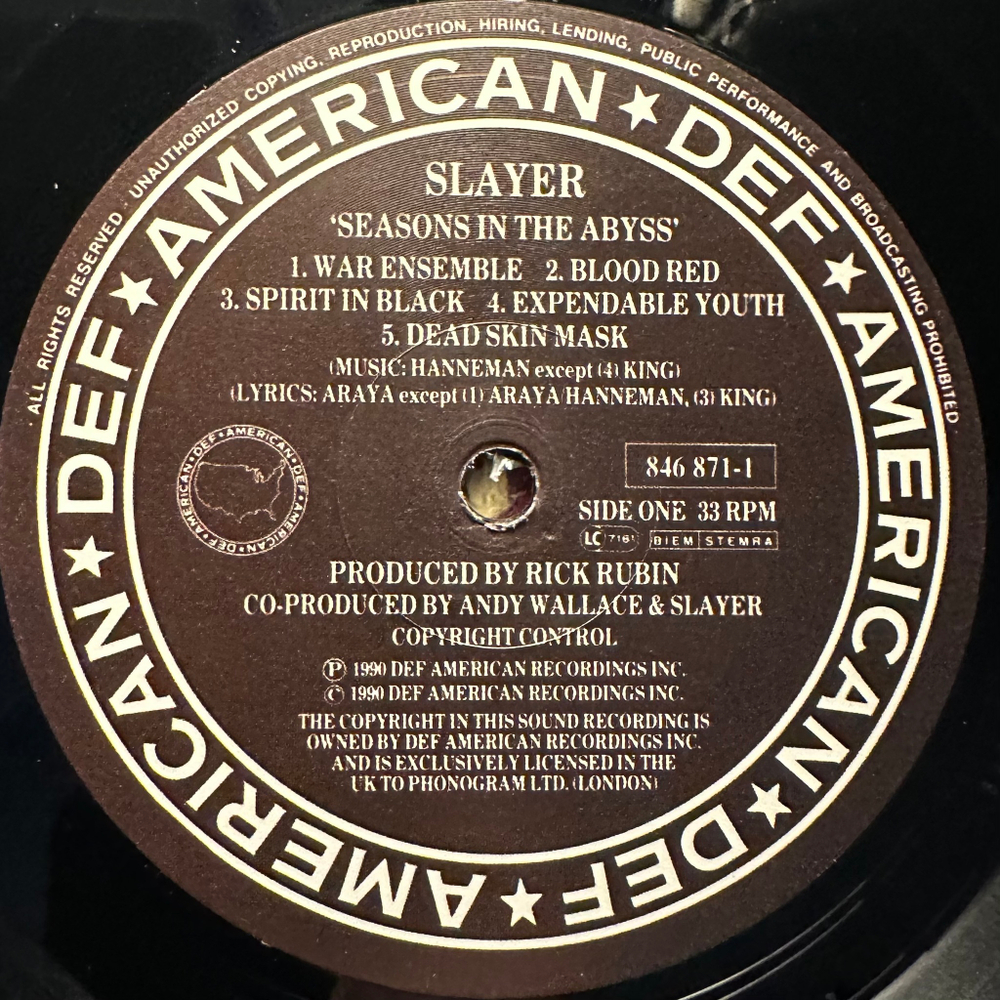 ALL RIGHTS RESERVED · UNAUTHORIZED COPYING, REPRODUCTION, HIRING, LENDING, PUBLIC PERFORMANCE AND BROADCASTING PROHIBITED
AMERICAN ★ DEF ★ AMERICAN ★ DEF ★ AMERICAN ★ DEF ★
SLAYER
‘SEASONS IN THE ABYSS’
1. WAR ENSEMBLE 2. BLOOD RED
3. SPIRIT IN BLACK 4. EXPENDABLE YOUTH
5. DEAD SKIN MASK
(MUSIC: HANNEMAN except (4) KING)
(LYRICS: ARAYA except (1) ARAYA/HANNEMAN, (3) KING)
DEF ★ AMERICAN ★ DEF ★ AMERICAN ★ DEF ★ AMERICAN ★
846 871-1
SIDE ONE 33 RPM
LC 7161 BIEM STEMRA
PRODUCED BY RICK RUBIN
CO-PRODUCED BY ANDY WALLACE & SLAYER
COPYRIGHT CONTROL
Ⓟ 1990 DEF AMERICAN RECORDINGS INC.
© 1990 DEF AMERICAN RECORDINGS INC.
THE COPYRIGHT IN THIS SOUND RECORDING IS
OWNED BY DEF AMERICAN RECORDINGS INC.
AND IS EXCLUSIVELY LICENSED IN THE
UK TO PHONOGRAM LTD. (LONDON)